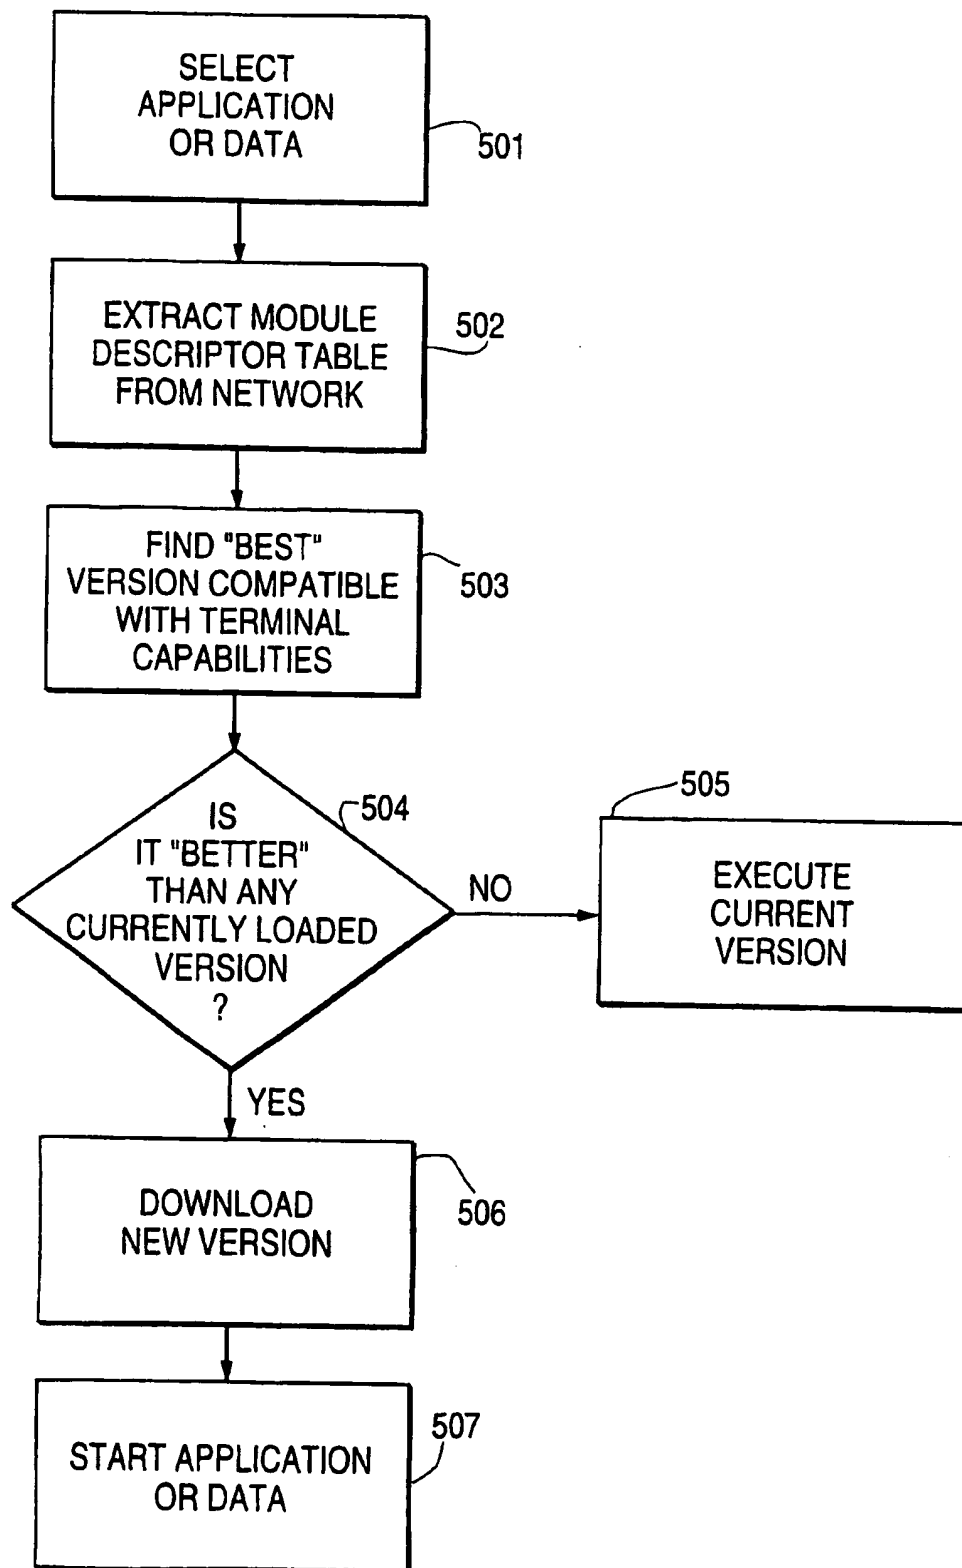 SELECT
APPLICATION
OR DATA
501
EXTRACT MODULE
DESCRIPTOR TABLE
FROM NETWORK
502
FIND "BEST"
VERSION COMPATIBLE
WITH TERMINAL
CAPABILITIES
503
IS
IT "BETTER"
THAN ANY
CURRENTLY LOADED
VERSION
?
504
NO
505
EXECUTE
CURRENT
VERSION
YES
DOWNLOAD
NEW VERSION
506
START APPLICATION
OR DATA
507